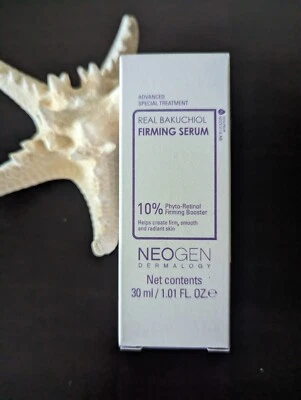 ADVANCED
SPECIAL TREATMENT
REAL BAKUCHIOL
FIRMING SERUM
10% Phyto-Retinol
Firming Booster
Helps create firm, smooth
and radiant skin
NEOGEN
DERMALOGY
Net contents
30 ml / 1.01 FL. OZ.℮